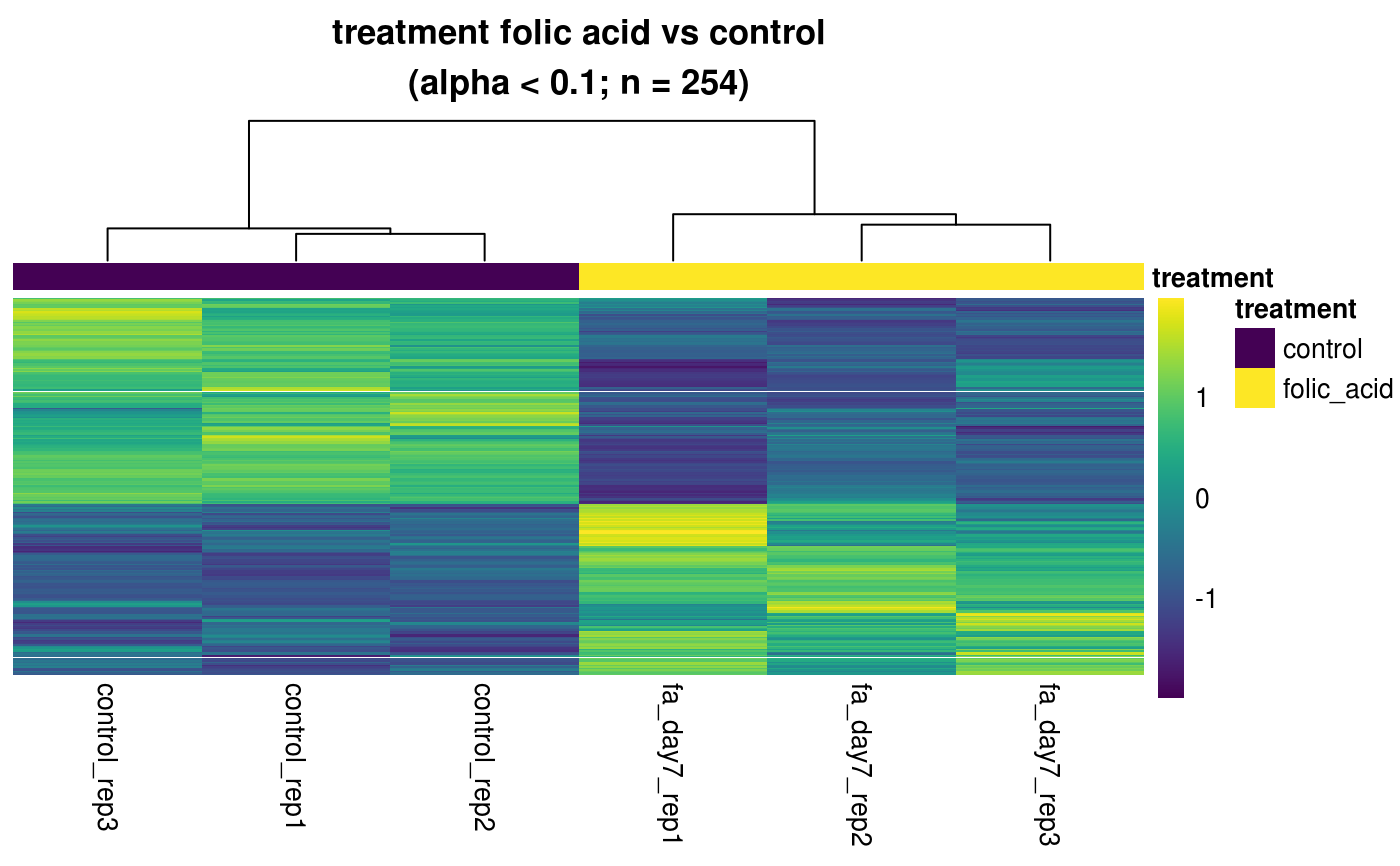 treatment folic acid vs control
(alpha < 0.1; n = 254)
treatment
treatment
control
folic_acid
1
0
-1
control_rep3
control_rep1
control_rep2
fa_day7_rep1
fa_day7_rep2
fa_day7_rep3